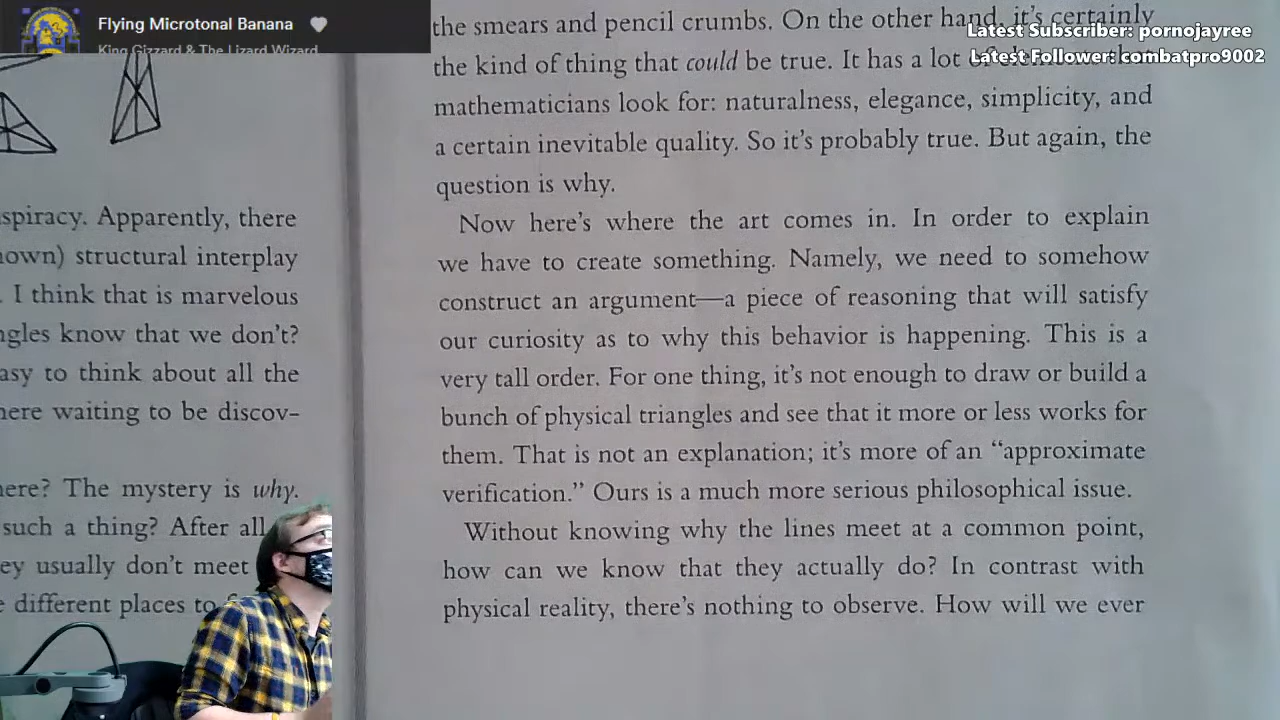 Flying Microtonal Banana
King Gizzard & The Lizard Wizard
Latest Subscriber: pornojayree
Latest Follower: combatpro9002
spiracy. Apparently, there
own) structural interplay
. I think that is marvelous
ngles know that we don't?
asy to think about all the
here waiting to be discov-
here? The mystery is why.
such a thing? After all
ey usually don't meet
e different places to
the smears and pencil crumbs. On the other hand, it's certainly
the kind of thing that could be true. It has a lot of that
mathematicians look for: naturalness, elegance, simplicity, and
a certain inevitable quality. So it's probably true. But again, the
question is why.
Now here's where the art comes in. In order to explain
we have to create something. Namely, we need to somehow
construct an argument—a piece of reasoning that will satisfy
our curiosity as to why this behavior is happening. This is a
very tall order. For one thing, it's not enough to draw or build a
bunch of physical triangles and see that it more or less works for
them. That is not an explanation; it's more of an “approximate
verification.” Ours is a much more serious philosophical issue.
Without knowing why the lines meet at a common point,
how can we know that they actually do? In contrast with
physical reality, there's nothing to observe. How will we ever